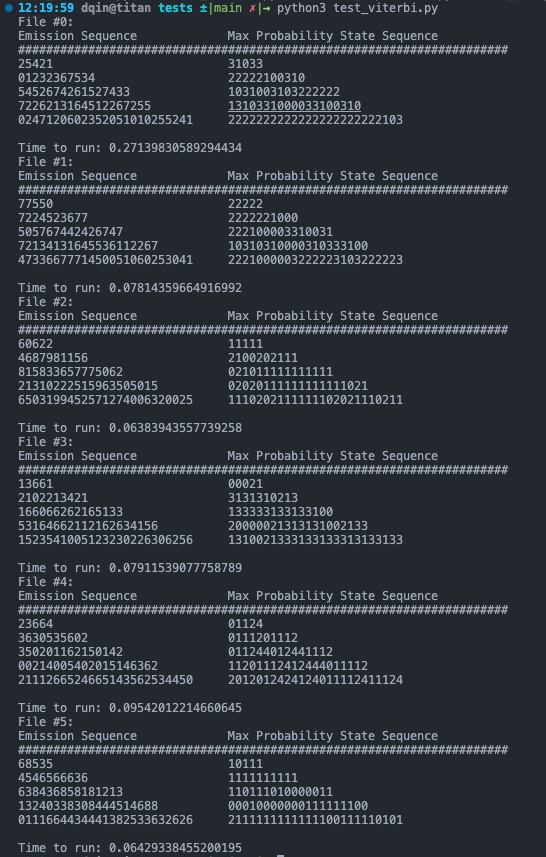 12:19:59 dqin@titan tests ±|main ✗|→ python3 test_viterbi.py
File #0:
Emission Sequence Max Probability State Sequence
######################################################################
25421 31033
01232367534 22222100310
5452674261527433 1031003103222222
7226213164512267255 1310331000033100310
0247120602352051010255241 2222222222222222222222103
Time to run: 0.27139830589294434
File #1:
Emission Sequence Max Probability State Sequence
######################################################################
77550 22222
7224523677 2222221000
505767442426747 222100003310031
72134131645536112267 10310310000310333100
4733667771450051060253041 2221000003222223103222223
Time to run: 0.07814359664916992
File #2:
Emission Sequence Max Probability State Sequence
######################################################################
60622 11111
4687981156 2100202111
815833657775062 021011111111111
21310222515963505015 02020111111111111021
6503199452571274006320025 1110202111111102021110211
Time to run: 0.06383943557739258
File #3:
Emission Sequence Max Probability State Sequence
######################################################################
13661 00021
2102213421 3131310213
166066262165133 133333133133100
53164662112162634156 20000021313131002133
1523541005123230226306256 1310021333133133313133133
Time to run: 0.07911539077758789
File #4:
Emission Sequence Max Probability State Sequence
######################################################################
23664 01124
3630535602 0111201112
350201162150142 011244012441112
00214005402015146362 11201112412444011112
2111266524665143562534450 2012012424124011112411124
Time to run: 0.09542012214660645
File #5:
Emission Sequence Max Probability State Sequence
######################################################################
68535 10111
4546566636 1111111111
638436858181213 110111010000011
13240338308444514688 00010000000111111100
0111664434441382533632626 2111111111111100111110101
Time to run: 0.06429338455200195